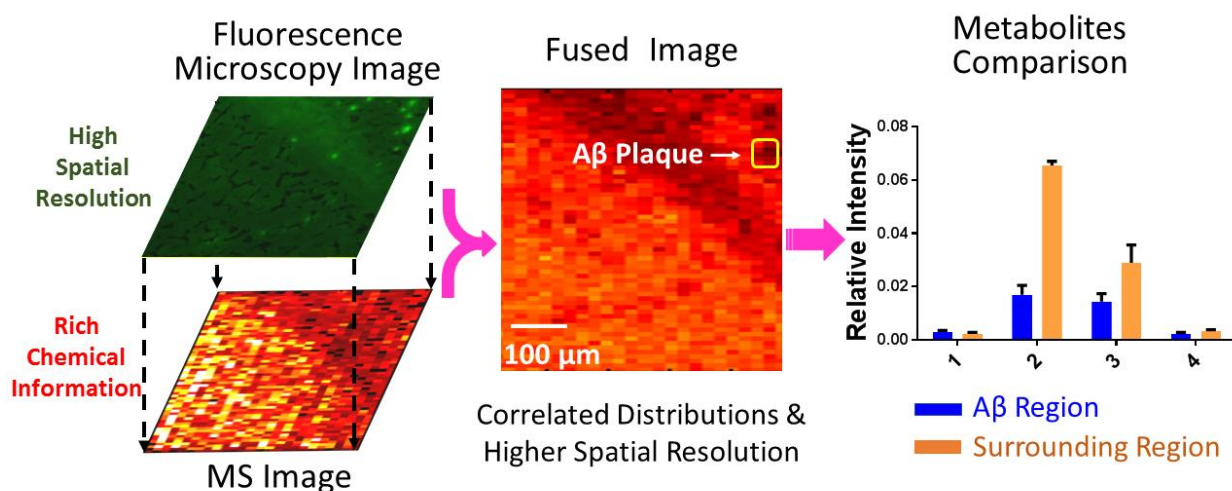 Fluorescence
Microscopy Image
High
Spatial
Resolution
Rich
Chemical
Information
MS Image
Fused Image
Aβ Plaque
100 µm
Correlated Distributions &
Higher Spatial Resolution
Metabolites
Comparison
Relative Intensity
0.08
0.06
0.04
0.02
0.00
1 2 3 4
Aβ Region
Surrounding Region